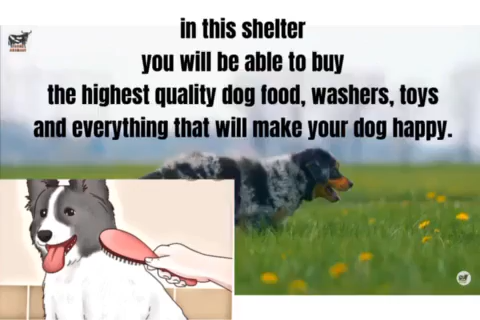 in this shelter
you will be able to buy
the highest quality dog food, washers, toys
and everything that will make your dog happy.